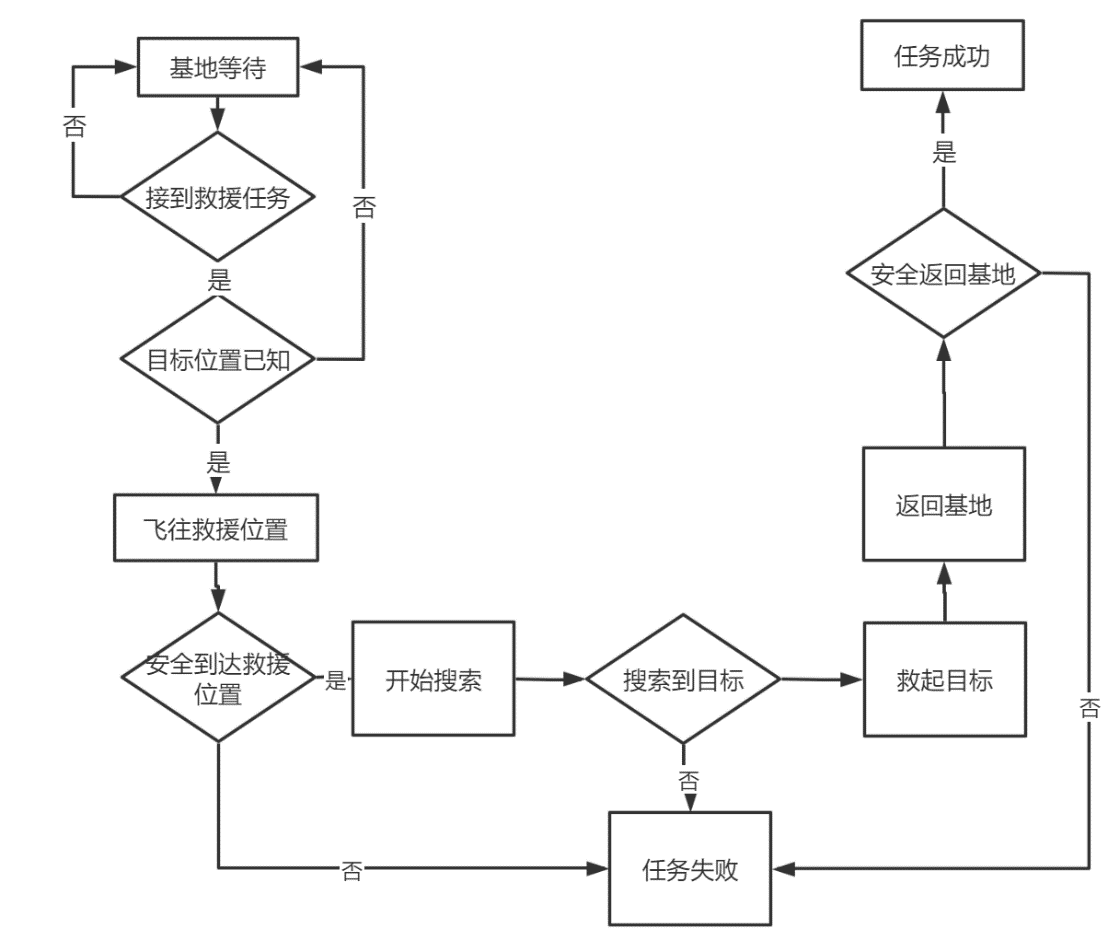 基地等待
否
接到救援任务
否
是
目标位置已知
是
飞往救援位置
安全到达救援
位置
是
开始搜索
搜索到目标
救起目标
返回基地
安全返回基地
是
任务成功
否
否
否
任务失败